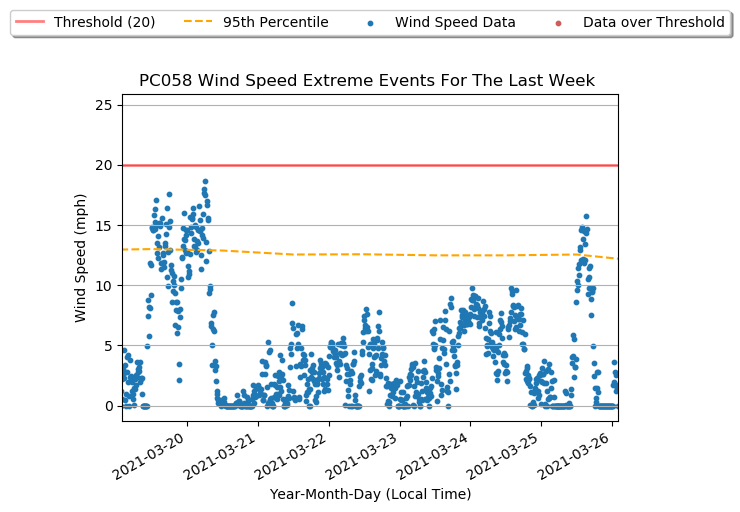 Threshold (20) 95th Percentile Wind Speed Data Data over Threshold
PC058 Wind Speed Extreme Events For The Last Week
25
20
15
10
5
0
Wind Speed (mph)
2021-03-20 2021-03-21 2021-03-22 2021-03-23 2021-03-24 2021-03-25 2021-03-26
Year-Month-Day (Local Time)